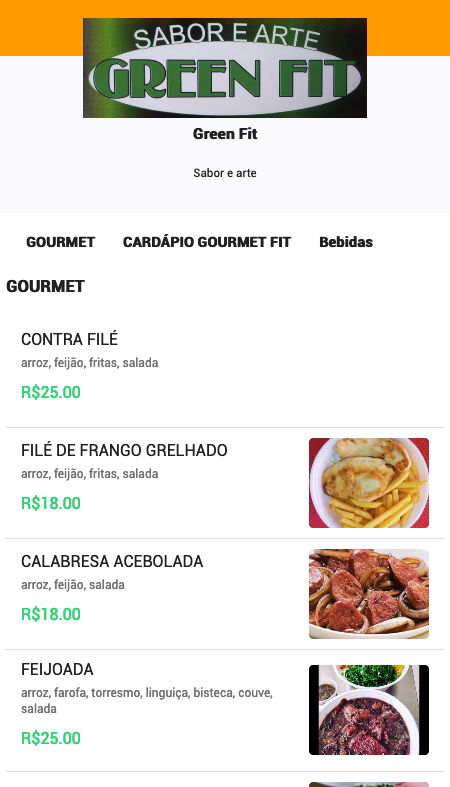 SABOR E ARTE
GREEN FIT
Green Fit
Sabor e arte
GOURMET CARDÁPIO GOURMET FIT Bebidas
GOURMET
CONTRA FILÉ
arroz, feijão, fritas, salada
R$25.00
FILÉ DE FRANGO GRELHADO
arroz, feijão, fritas, salada
R$18.00
CALABRESA ACEBOLADA
arroz, feijão, salada
R$18.00
FEIJOADA
arroz, farofa, torresmo, linguiça, bisteca, couve,
salada
R$25.00